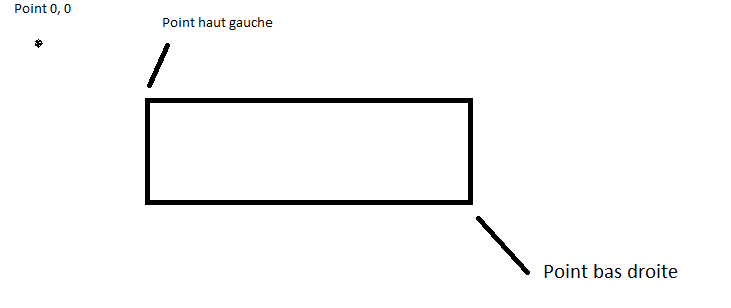 Point 0, 0
Point haut gauche
Point bas droite